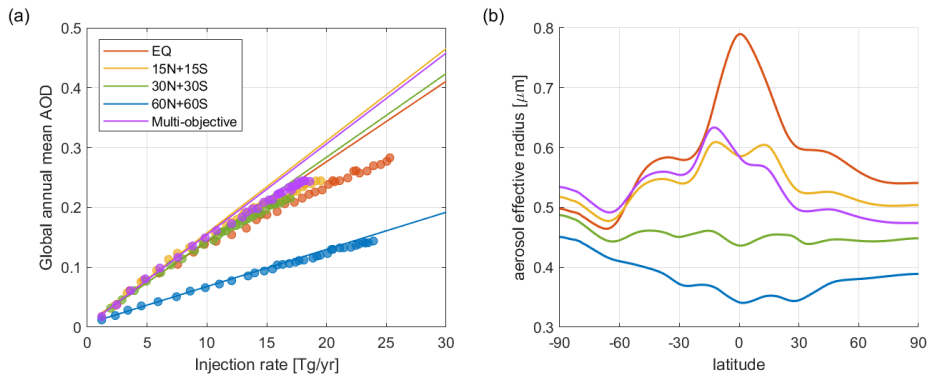 (a)
0.5
0.4
0.3
0.2
0.1
0
Global annual mean AOD
EQ
15N+15S
30N+30S
60N+60S
Multi-objective
0 5 10 15 20 25 30
Injection rate [Tg/yr]
(b)
0.8
0.7
0.6
0.5
0.4
0.3
aerosol effective radius [μm]
-90 -60 -30 0 30 60 90
latitude